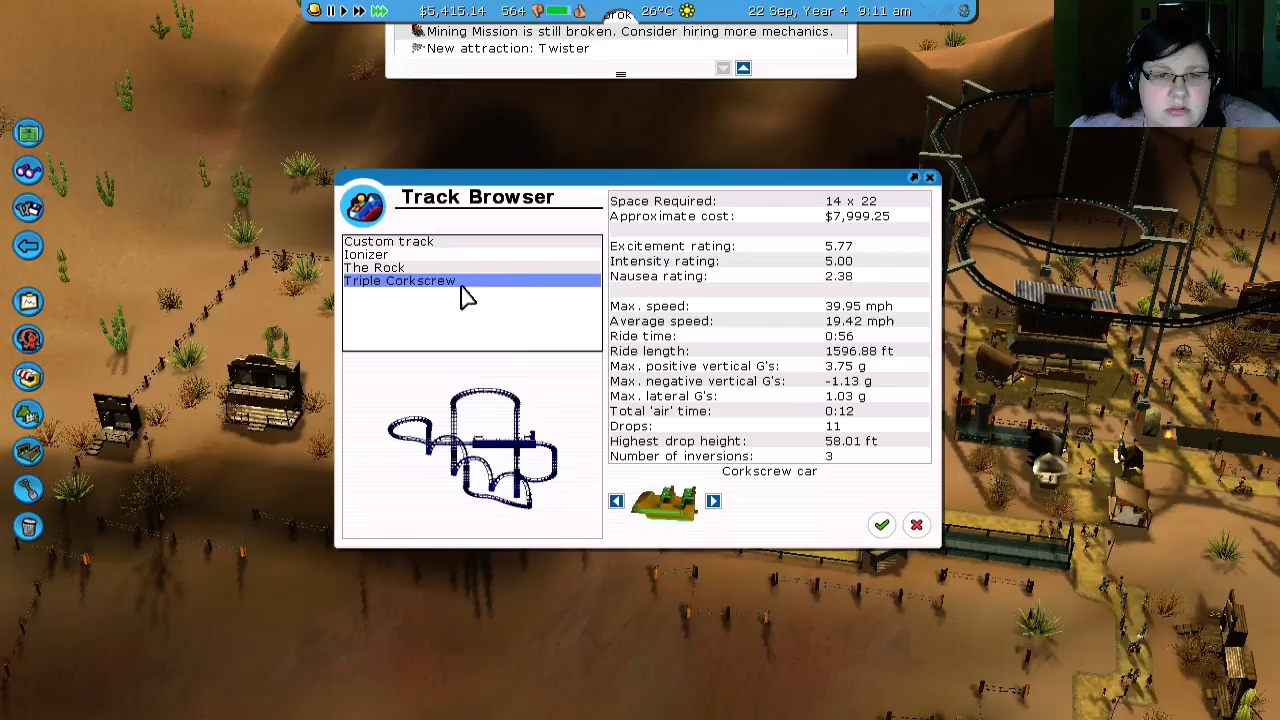 $5,415.14 564 26°C 22 Sep, Year 4 9:11 am
Mining Mission is still broken. Consider hiring more mechanics.
New attraction: Twister
Track Browser
Custom track
Ionizer
The Rock
Triple Corkscrew
Space Required: 14 x 22
Approximate cost: $7,999.25
Excitement rating: 5.77
Intensity rating: 5.00
Nausea rating: 2.38
Max. speed: 39.95 mph
Average speed: 19.42 mph
Ride time: 0:56
Ride length: 1596.88 ft
Max. positive vertical G's: 3.75 g
Max. negative vertical G's: -1.13 g
Max. lateral G's: 1.03 g
Total 'air' time: 0:12
Drops: 11
Highest drop height: 58.01 ft
Number of inversions: 3
Corkscrew car